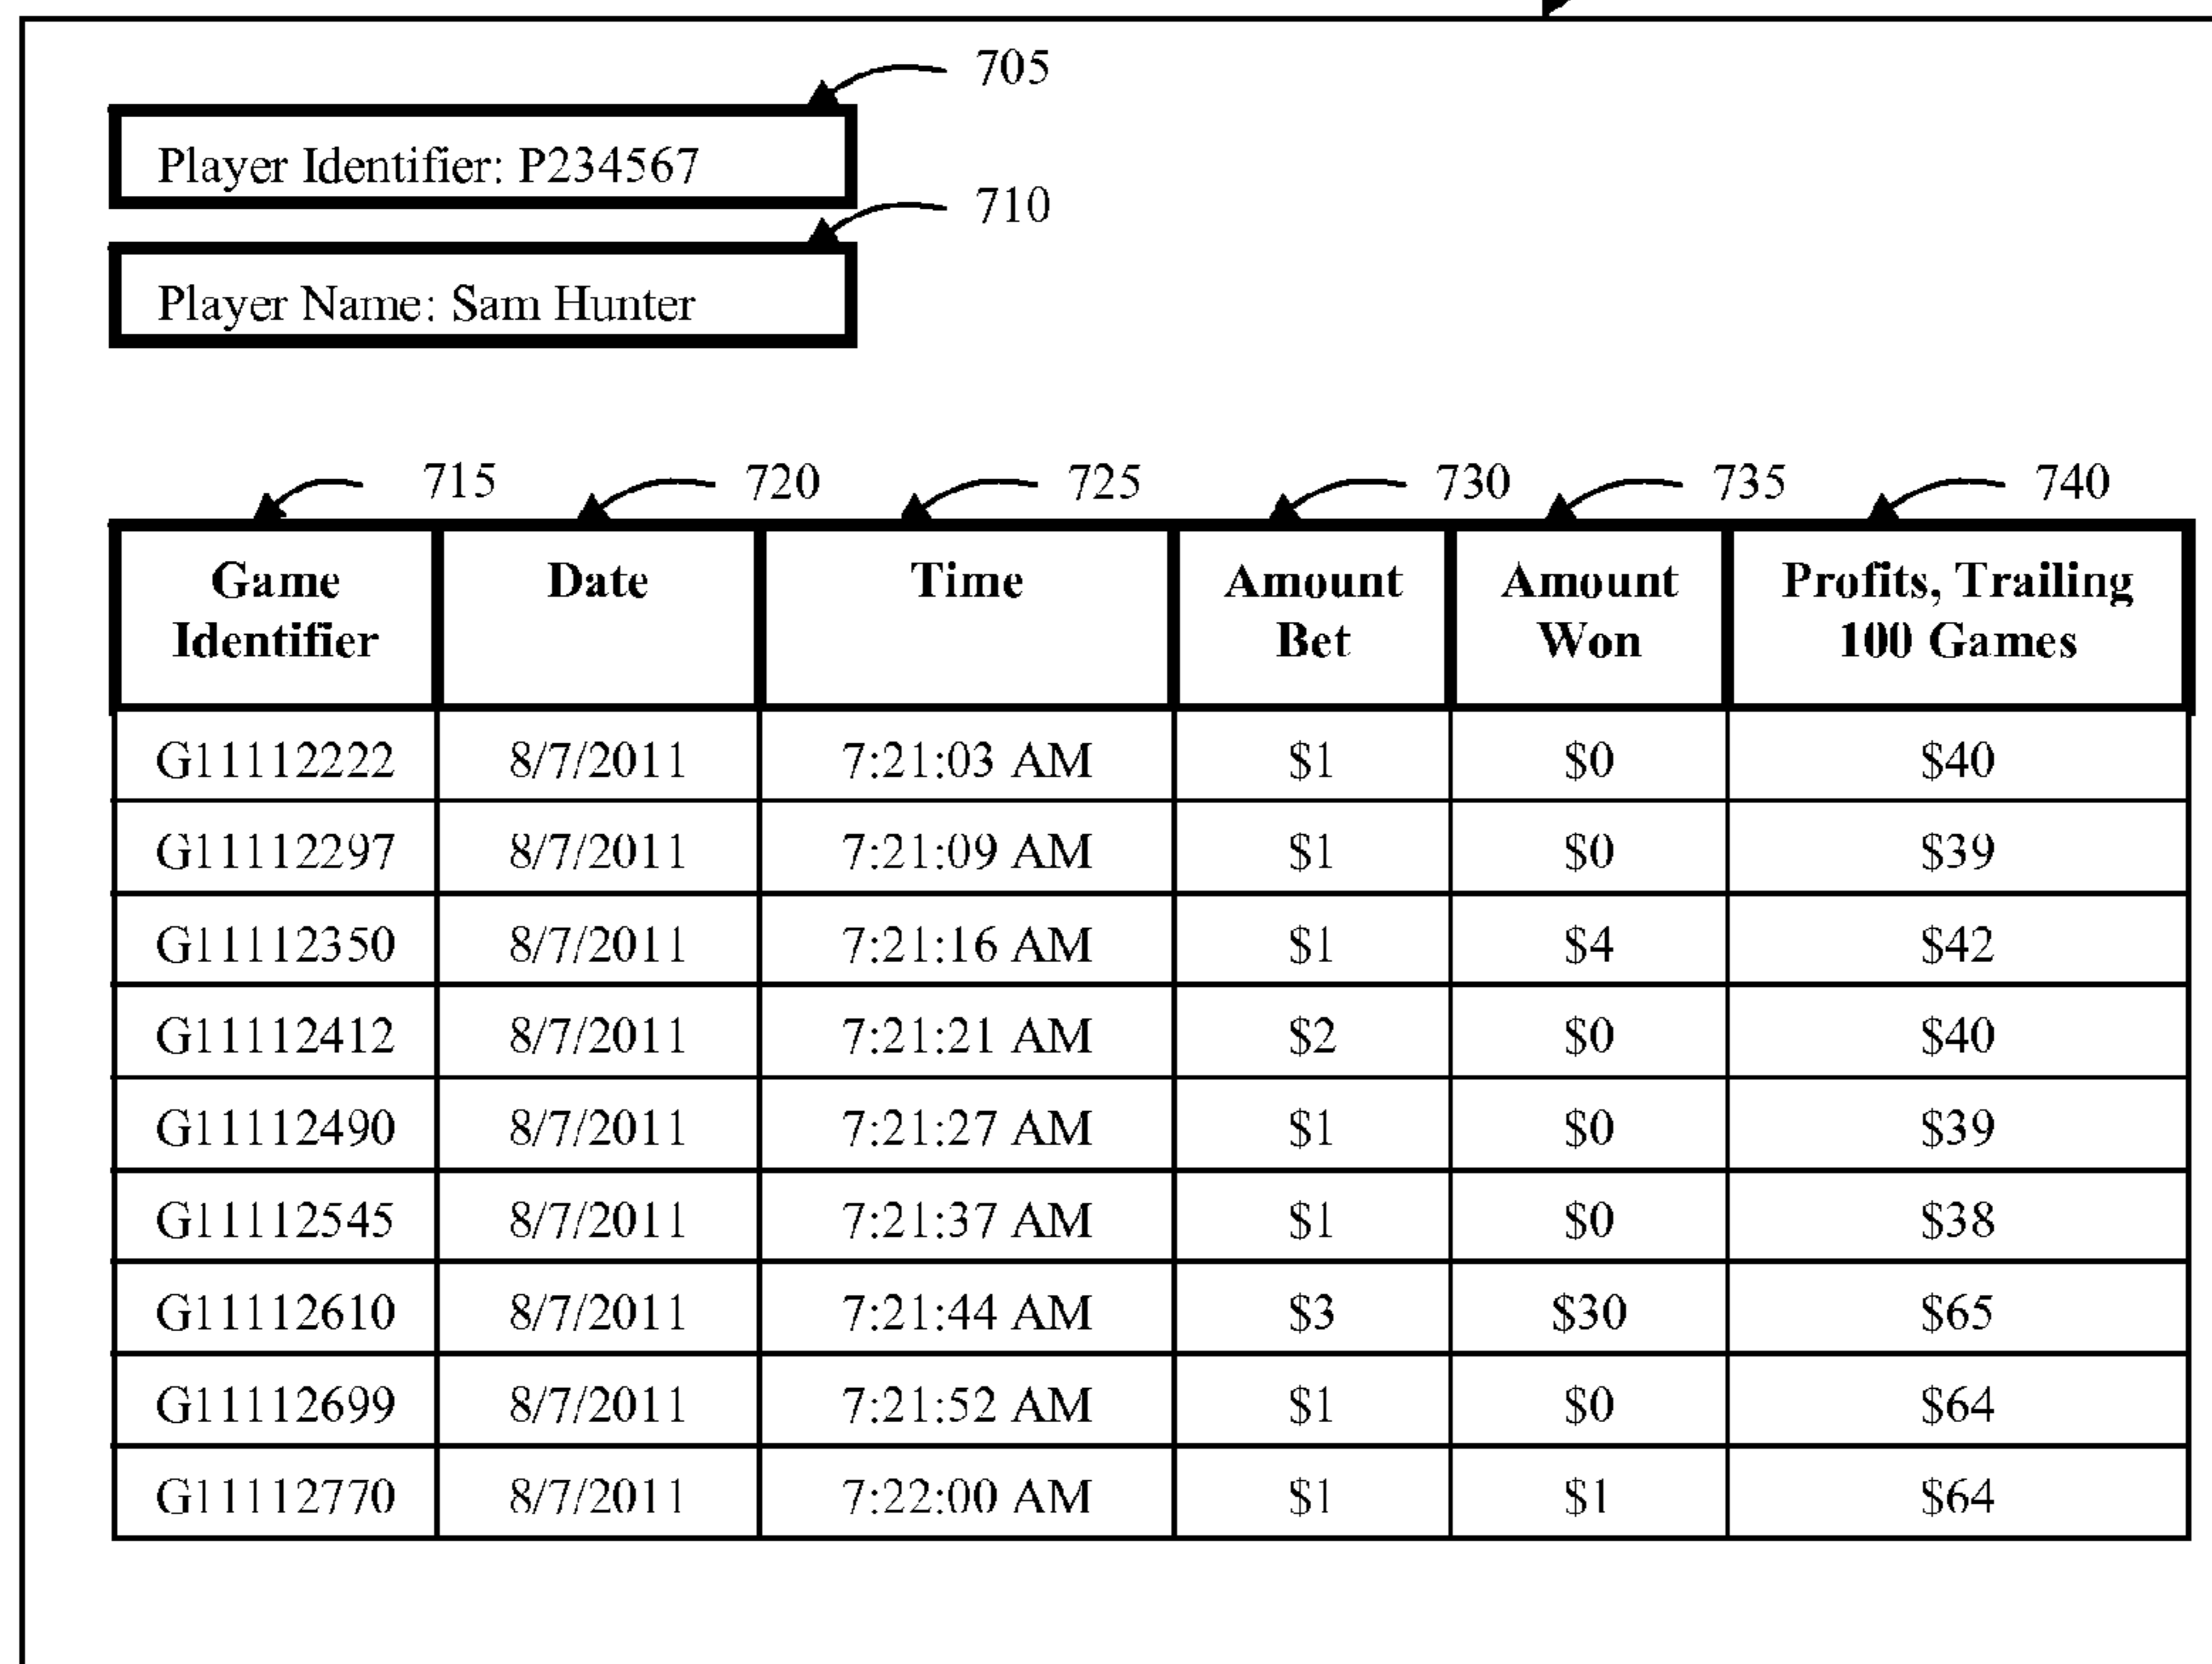 705
Player Identifier: P234567
710
Player Name: Sam Hunter
715 720 725 730 735 740
Game Identifier Date Time Amount Bet Amount Won Profits, Trailing 100 Games
G11112222 8/7/2011 7:21:03 AM $1 $0 $40
G11112297 8/7/2011 7:21:09 AM $1 $0 $39
G11112350 8/7/2011 7:21:16 AM $1 $4 $42
G11112412 8/7/2011 7:21:21 AM $2 $0 $40
G11112490 8/7/2011 7:21:27 AM $1 $0 $39
G11112545 8/7/2011 7:21:37 AM $1 $0 $38
G11112610 8/7/2011 7:21:44 AM $3 $30 $65
G11112699 8/7/2011 7:21:52 AM $1 $0 $64
G11112770 8/7/2011 7:22:00 AM $1 $1 $64